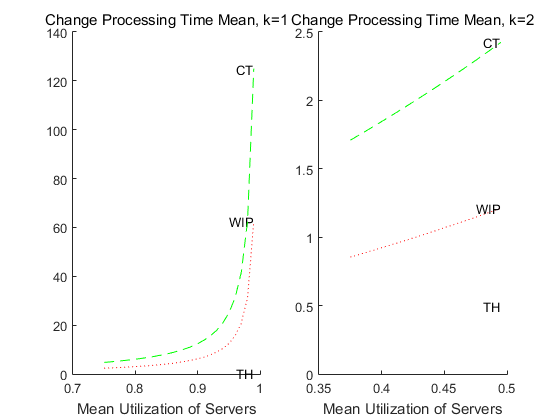 Change Processing Time Mean, k=1
140
120
100
80
60
40
20
0
0.7
0.8
0.9
1
CT
WIP
TH
Mean Utilization of Servers
Change Processing Time Mean, k=2
2.5
2
1.5
1
0.5
0
0.35
0.4
0.45
0.5
CT
WIP
TH
Mean Utilization of Servers